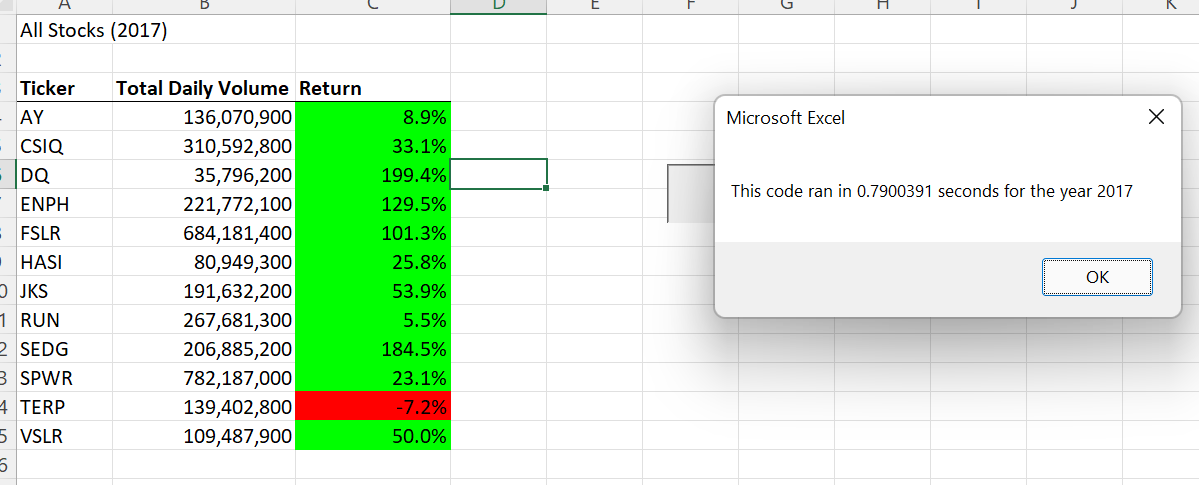 A B C D E F G H I J K
All Stocks (2017)
Ticker Total Daily Volume Return
AY 136,070,900 8.9%
CSIQ 310,592,800 33.1%
DQ 35,796,200 199.4%
ENPH 221,772,100 129.5%
FSLR 684,181,400 101.3%
HASI 80,949,300 25.8%
JKS 191,632,200 53.9%
RUN 267,681,300 5.5%
SEDG 206,885,200 184.5%
SPWR 782,187,000 23.1%
TERP 139,402,800 -7.2%
VSLR 109,487,900 50.0%
Microsoft Excel
This code ran in 0.7900391 seconds for the year 2017
OK